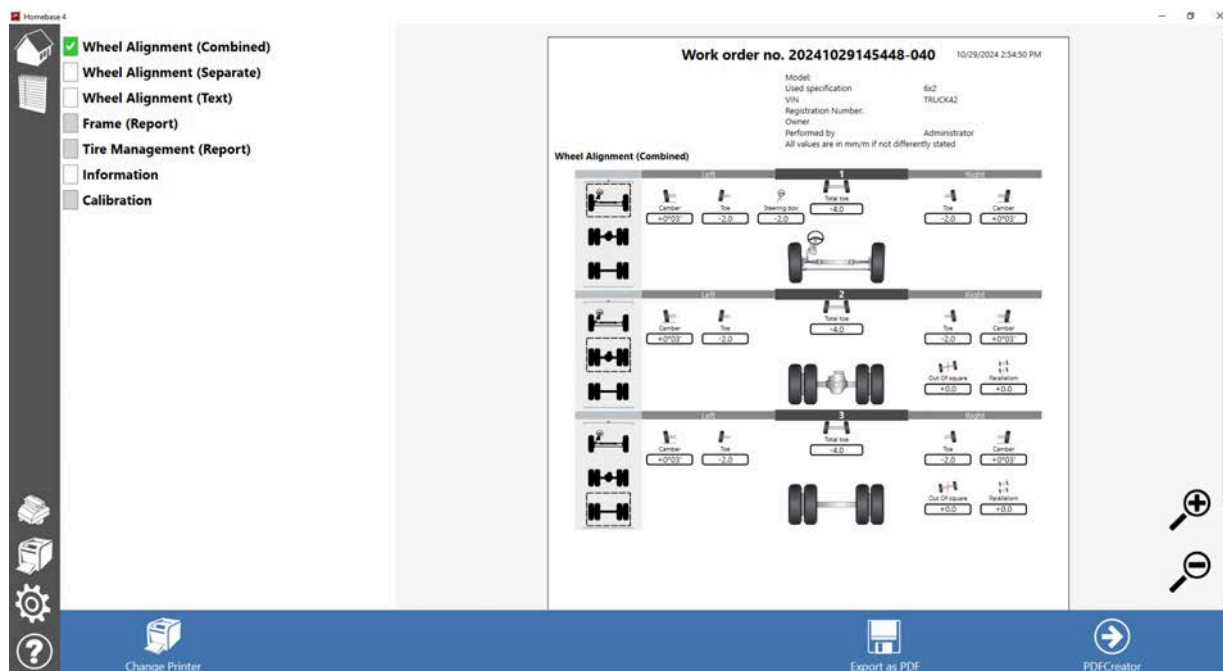 Homebase 4
Wheel Alignment (Combined)
Wheel Alignment (Separate)
Wheel Alignment (Text)
Frame (Report)
Tire Management (Report)
Information
Calibration
Work order no. 20241029145448-040 10/29/2024 2:54:50 PM
Model:
Used specification 6x2
VIN TRUCK42
Registration Number:
Owner
Performed by Administrator
All values are in mm/m if not differently stated
Wheel Alignment (Combined)
Left 1 Right
Camber Toe Steering box Total toe Toe Camber
+0°03' -2.0 -2.0 -4.0 -2.0 +0°03'
Left 2 Right
Camber Toe Total toe Toe Camber
+0°03' -2.0 -4.0 -2.0 +0°03'
Out Of square Parallelism
+0.0 +0.0
Left 3 Right
Camber Toe Total toe Toe Camber
+0°03' -2.0 -4.0 -2.0 +0°03'
Out Of square Parallelism
+0.0 +0.0
Change Printer Export as PDF PDFCreator